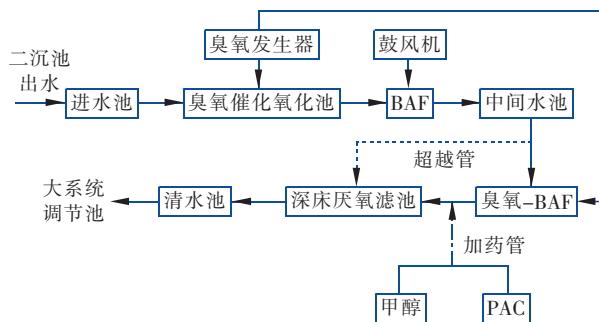 臭氧发生器
鼓风机
二沉池
出水
进水池
臭氧催化氧化池
BAF
中间水池
超越管
大系统
调节池
清水池
深床厌氧滤池
臭氧-BAF
加药管
甲醇
PAC